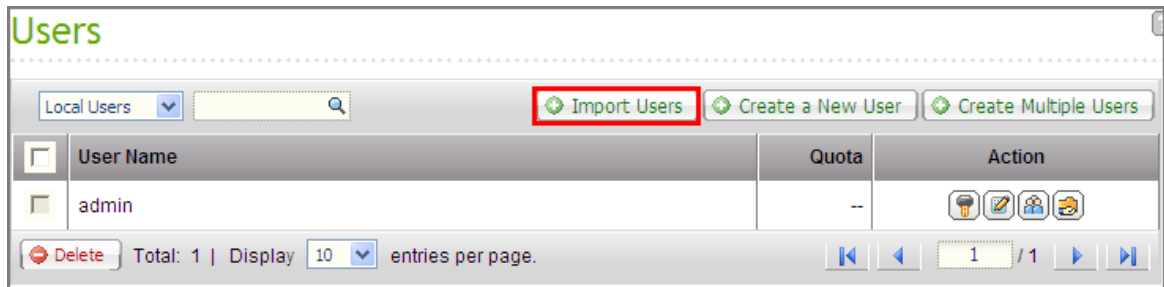 Users
Local Users Import Users Create a New User Create Multiple Users
User Name Quota Action
admin --
Delete Total: 1 | Display 10 entries per page. 1 / 1